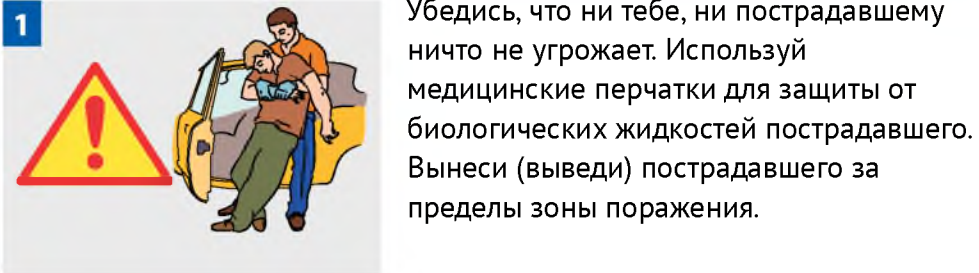 1
Убедись, что ни тебе, ни пострадавшему
ничто не угрожает. Используй
медицинские перчатки для защиты от
биологических жидкостей пострадавшего.
Вынеси (выведи) пострадавшего за
пределы зоны поражения.